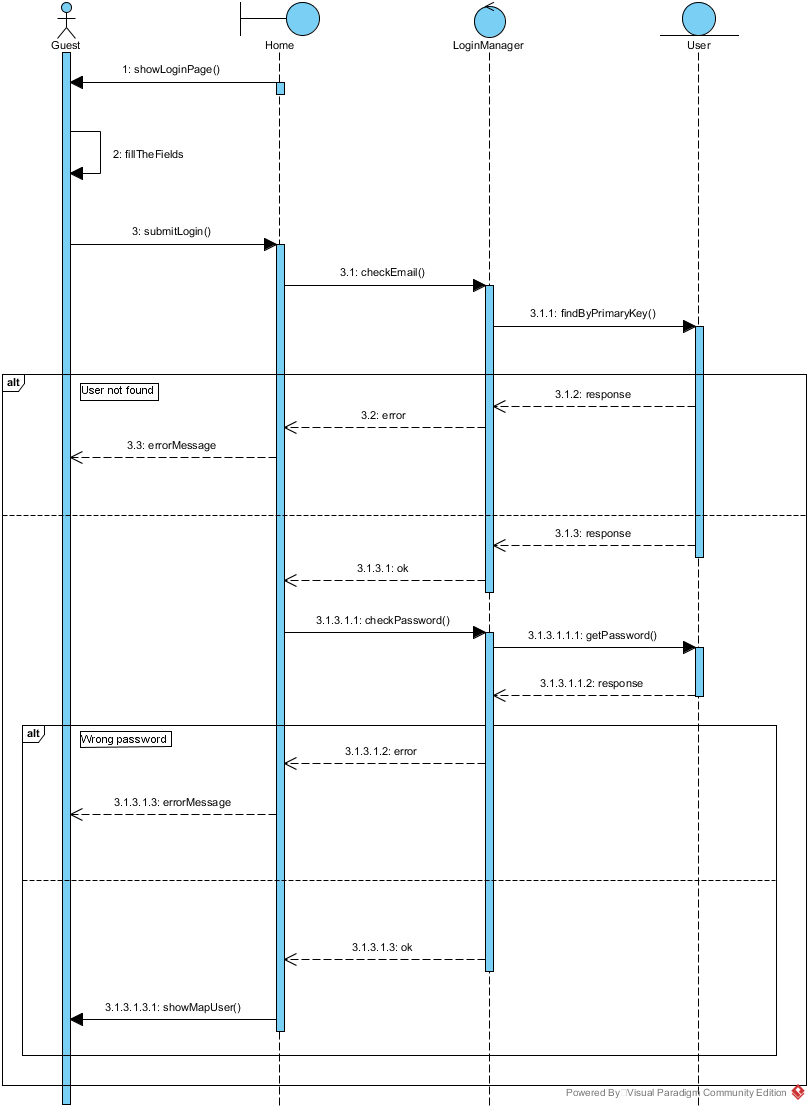 Guest
Home
LoginManager
User
1: showLoginPage()
2: fillTheFields
3: submitLogin()
3.1: checkEmail()
3.1.1: findByPrimaryKey()
alt
User not found
3.1.2: response
3.2: error
3.3: errorMessage
3.1.3: response
3.1.3.1: ok
3.1.3.1.1: checkPassword()
3.1.3.1.1.1: getPassword()
3.1.3.1.1.2: response
alt
Wrong password
3.1.3.1.2: error
3.1.3.1.3: errorMessage
3.1.3.1.3: ok
3.1.3.1.3.1: showMapUser()
Powered By Visual Paradigm Community Edition